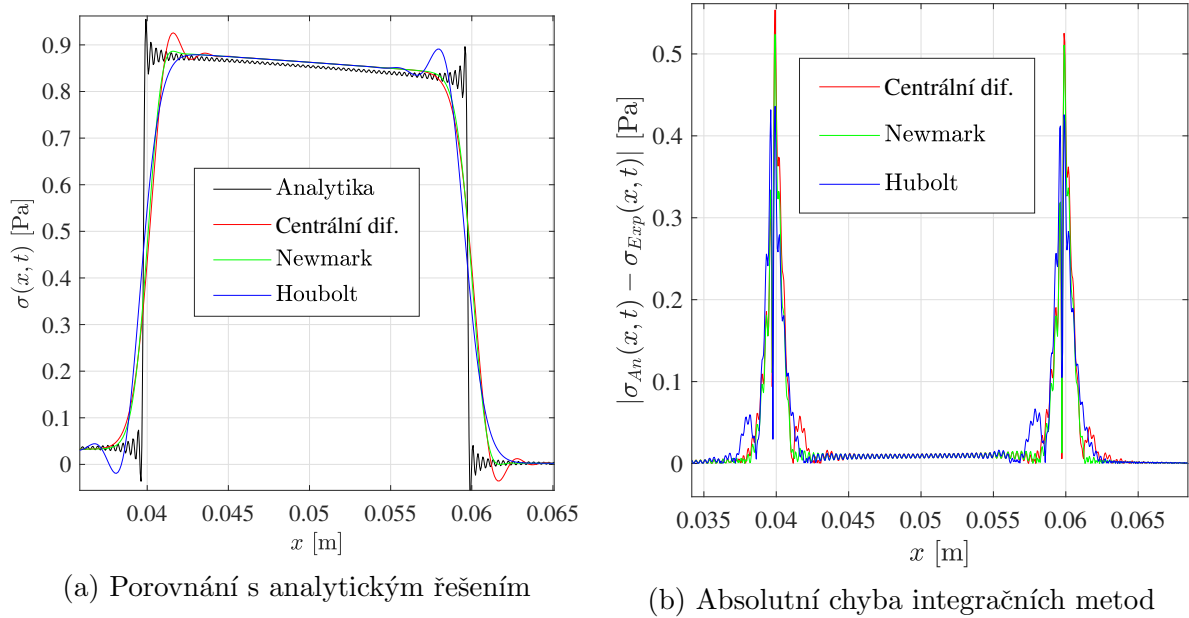 0.9
0.8
0.7
0.6
0.5
0.4
0.3
0.2
0.1
0
σ(x, t) [Pa]
Analytika
Centrální dif.
Newmark
Houbolt
0.04
0.045
0.05
0.055
0.06
0.065
x [m]
(a) Porovnání s analytickým řešením
0.5
0.4
0.3
0.2
0.1
0
|σ_An(x, t) − σ_Exp(x, t)| [Pa]
Centrální dif.
Newmark
Hubolt
0.035
0.04
0.045
0.05
0.055
0.06
0.065
x [m]
(b) Absolutní chyba integračních metod